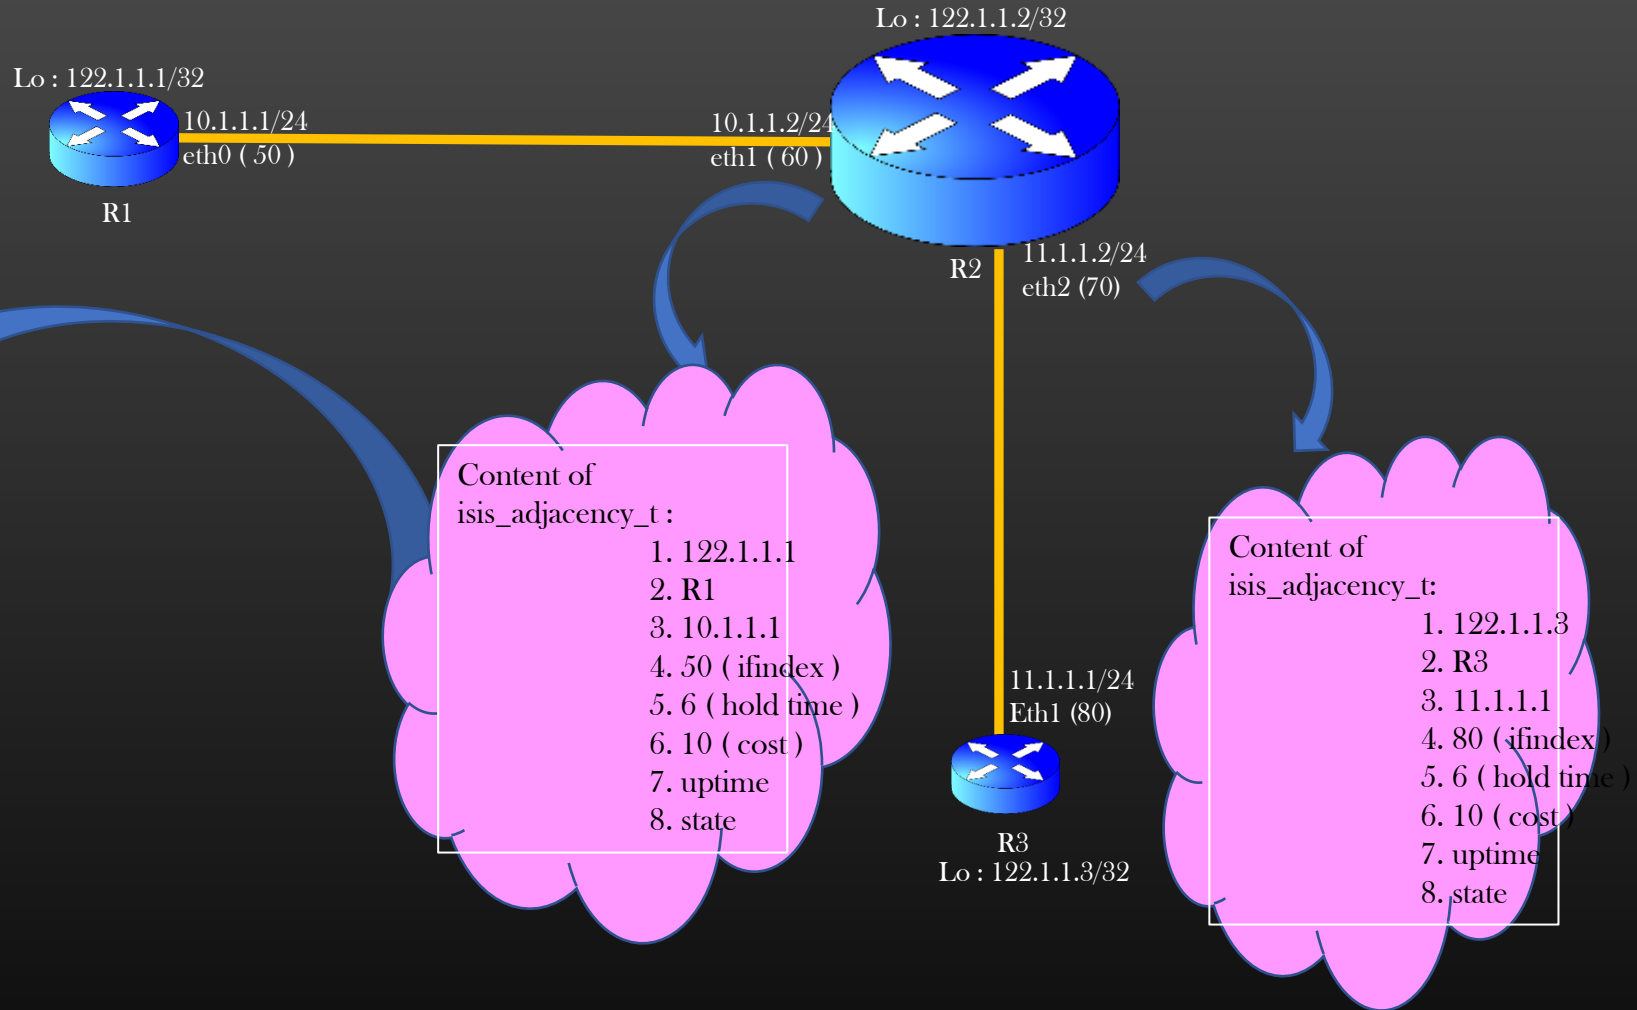 Lo : 122.1.1.2/32
Lo : 122.1.1.1/32
10.1.1.1/24
eth0 ( 50 )
10.1.1.2/24
eth1 ( 60 )
R1
R2
11.1.1.2/24
eth2 (70)
Content of
isis_adjacency_t :
1. 122.1.1.1
2. R1
3. 10.1.1.1
4. 50 ( ifindex )
5. 6 ( hold time )
6. 10 ( cost )
7. uptime
8. state
11.1.1.1/24
Eth1 (80)
R3
Lo : 122.1.1.3/32
Content of
isis_adjacency_t:
1. 122.1.1.3
2. R3
3. 11.1.1.1
4. 80 ( ifindex )
5. 6 ( hold time )
6. 10 ( cost )
7. uptime
8. state